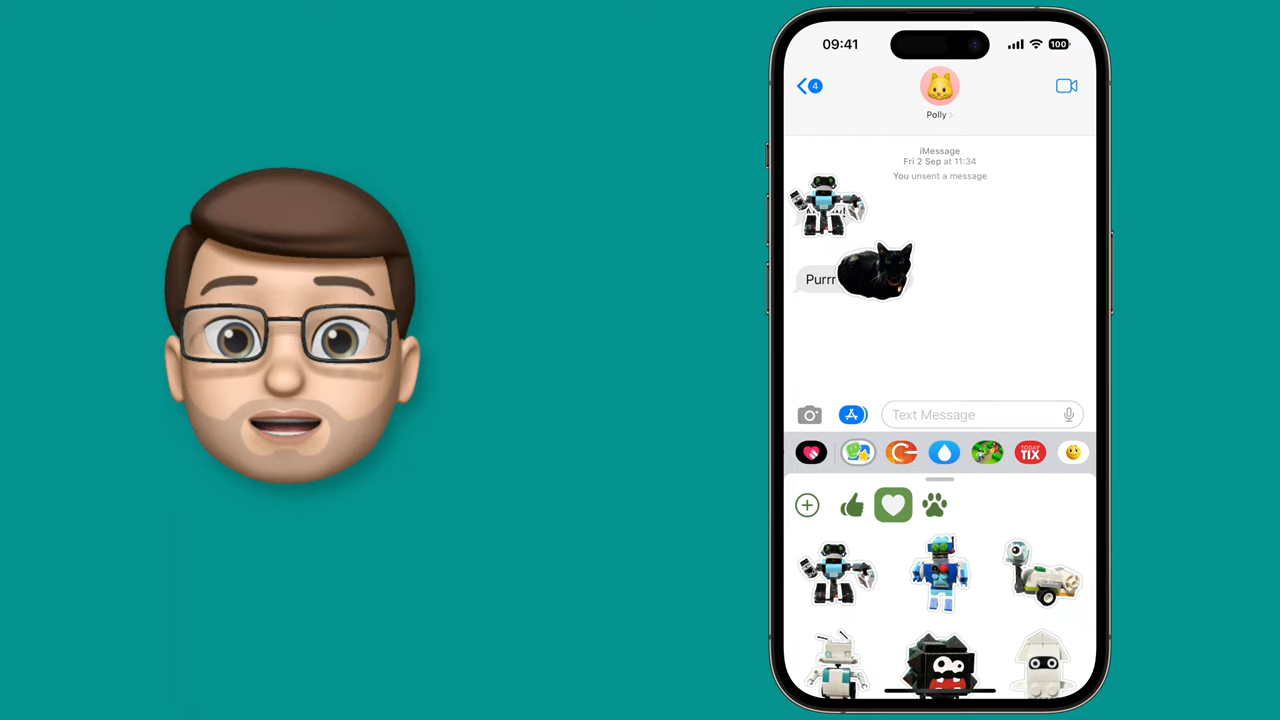 09:41
100
4
Polly
iMessage
Fri 2 Sep at 11:34
You unsent a message
Purrr
Text Message
TODAY
TIX